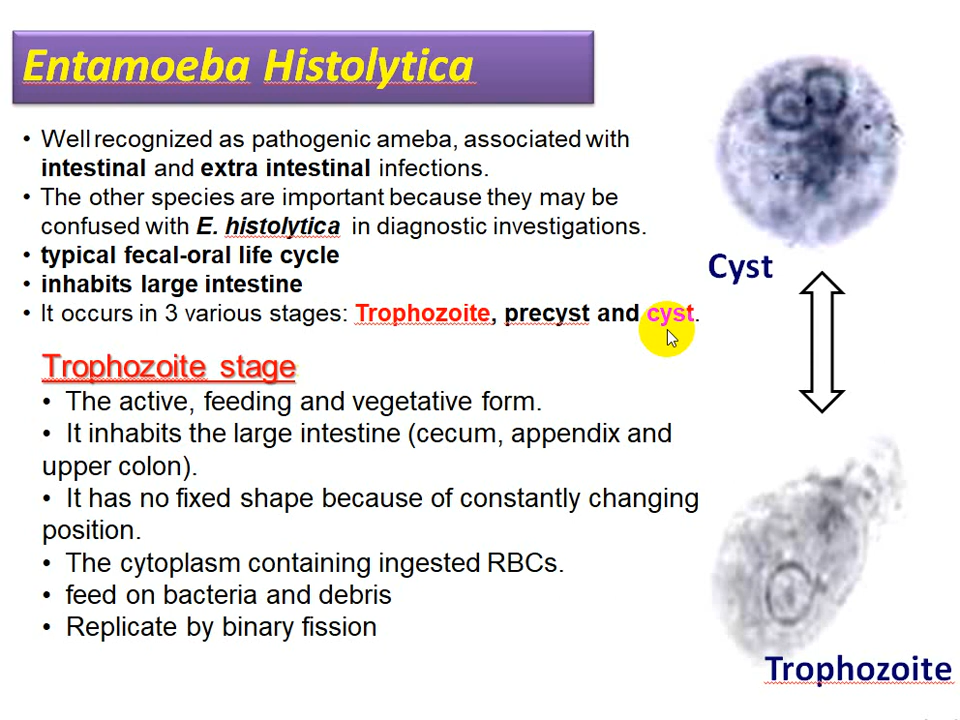 Entamoeba Histolytica
• Well recognized as pathogenic ameba, associated with
intestinal and extra intestinal infections.
• The other species are important because they may be
confused with E. histolytica in diagnostic investigations.
• typical fecal-oral life cycle
• inhabits large intestine
• It occurs in 3 various stages: Trophozoite, precyst and cyst.
Trophozoite stage
• The active, feeding and vegetative form.
• It inhabits the large intestine (cecum, appendix and
upper colon).
• It has no fixed shape because of constantly changing
position.
• The cytoplasm containing ingested RBCs.
• feed on bacteria and debris
• Replicate by binary fission
Cyst
Trophozoite